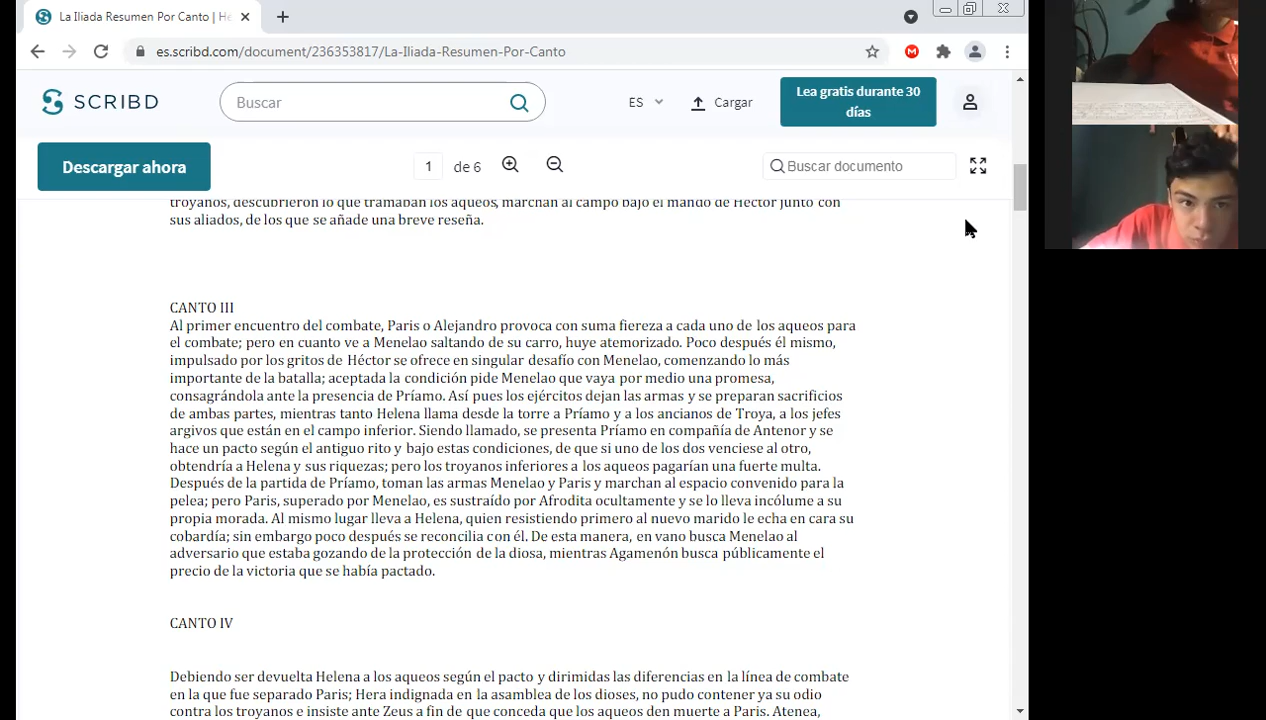 La Iliada Resumen Por Canto | He
es.scribd.com/document/236353817/La-Iliada-Resumen-Por-Canto
M
SCRIBD
Buscar
ES
Cargar
Lea gratis durante 30
días
Descargar ahora
1 de 6
Buscar documento
troyanos, descubrieron lo que tramaban los aqueos, marchan al campo bajo el mando de Héctor junto con
sus aliados, de los que se añade una breve reseña.
CANTO III
Al primer encuentro del combate, Paris o Alejandro provoca con suma fiereza a cada uno de los aqueos para
el combate; pero en cuanto ve a Menelao saltando de su carro, huye atemorizado. Poco después él mismo,
impulsado por los gritos de Héctor se ofrece en singular desafío con Menelao, comenzando lo más
importante de la batalla; aceptada la condición pide Menelao que vaya por medio una promesa,
consagrándola ante la presencia de Príamo. Así pues los ejércitos dejan las armas y se preparan sacrificios
de ambas partes, mientras tanto Helena llama desde la torre a Príamo y a los ancianos de Troya, a los jefes
argivos que están en el campo inferior. Siendo llamado, se presenta Príamo en compañía de Antenor y se
hace un pacto según el antiguo rito y bajo estas condiciones, de que si uno de los dos venciese al otro,
obtendría a Helena y sus riquezas; pero los troyanos inferiores a los aqueos pagarían una fuerte multa.
Después de la partida de Príamo, toman las armas Menelao y Paris y marchan al espacio convenido para la
pelea; pero Paris, superado por Menelao, es sustraído por Afrodita ocultamente y se lo lleva incólume a su
propia morada. Al mismo lugar lleva a Helena, quien resistiendo primero al nuevo marido le echa en cara su
cobardía; sin embargo poco después se reconcilia con él. De esta manera, en vano busca Menelao al
adversario que estaba gozando de la protección de la diosa, mientras Agamenón busca públicamente el
precio de la victoria que se había pactado.
CANTO IV
Debiendo ser devuelta Helena a los aqueos según el pacto y dirimidas las diferencias en la línea de combate
en la que fue separado Paris; Hera indignada en la asamblea de los dioses, no pudo contener ya su odio
contra los troyanos e insiste ante Zeus a fin de que conceda que los aqueos den muerte a Paris. Atenea,